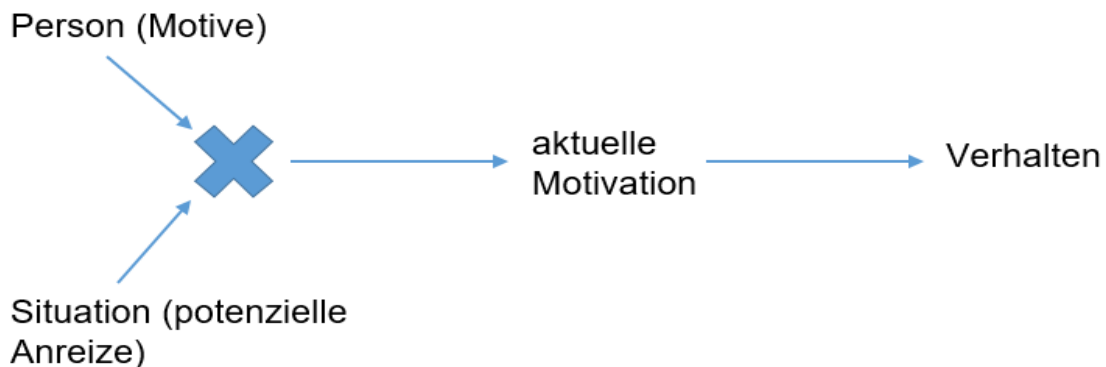 Person (Motive)
aktuelle
Motivation
Verhalten
Situation (potenzielle
Anreize)